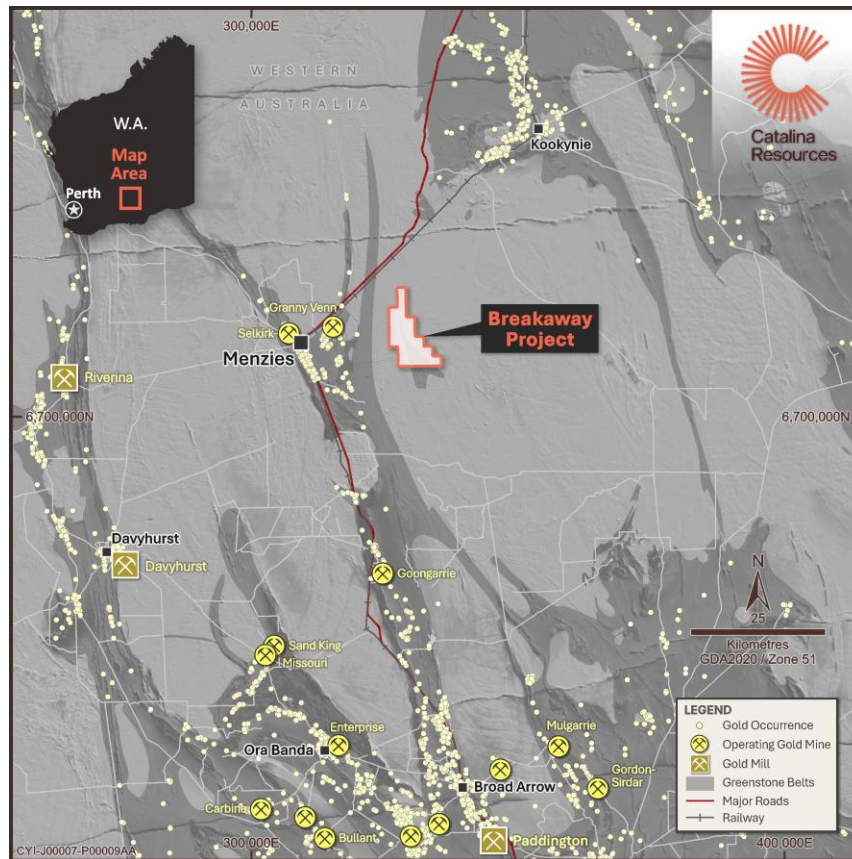 300,000E
WESTERN
AUSTRALIA
W.A.
Map
Area
Perth
Catalina
Resources
Kookynie
Granny Venn
Selkirk
Menzies
Breakaway
Project
Riverina
6,700,000N
6,700,000N
Davyhurst
Davyhurst
Goongarrie
N
25
Kilometres
GDA2020 / Zone 51
Sand King
Missouri
Enterprise
Ora Banda
Mulgarrie
Gordon-
Sirdar
Broad Arrow
Carbine
Bullant
Paddington
LEGEND
Gold Occurrence
Operating Gold Mine
Gold Mill
Greenstone Belts
Major Roads
Railway
CYI-J00007-P00009AA
300,000E
400,000E